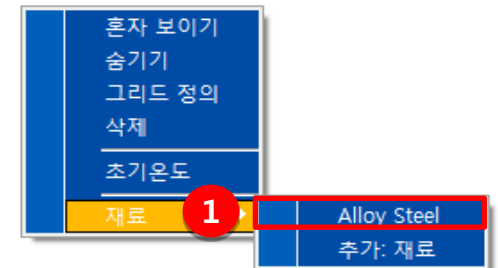 혼자 보이기
숨기기
그리드 정의
삭제
초기온도
재료 1
Alloy Steel
추가: 재료